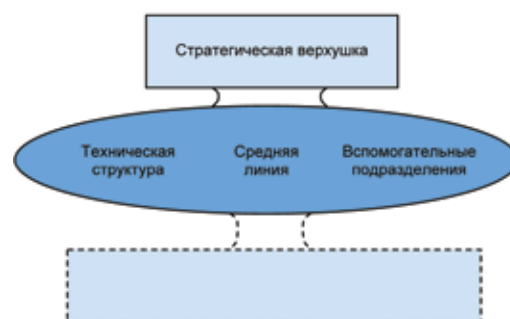 Стратегическая верхушка
Техническая
структура
Средняя
линия
Вспомогательные
подразделения